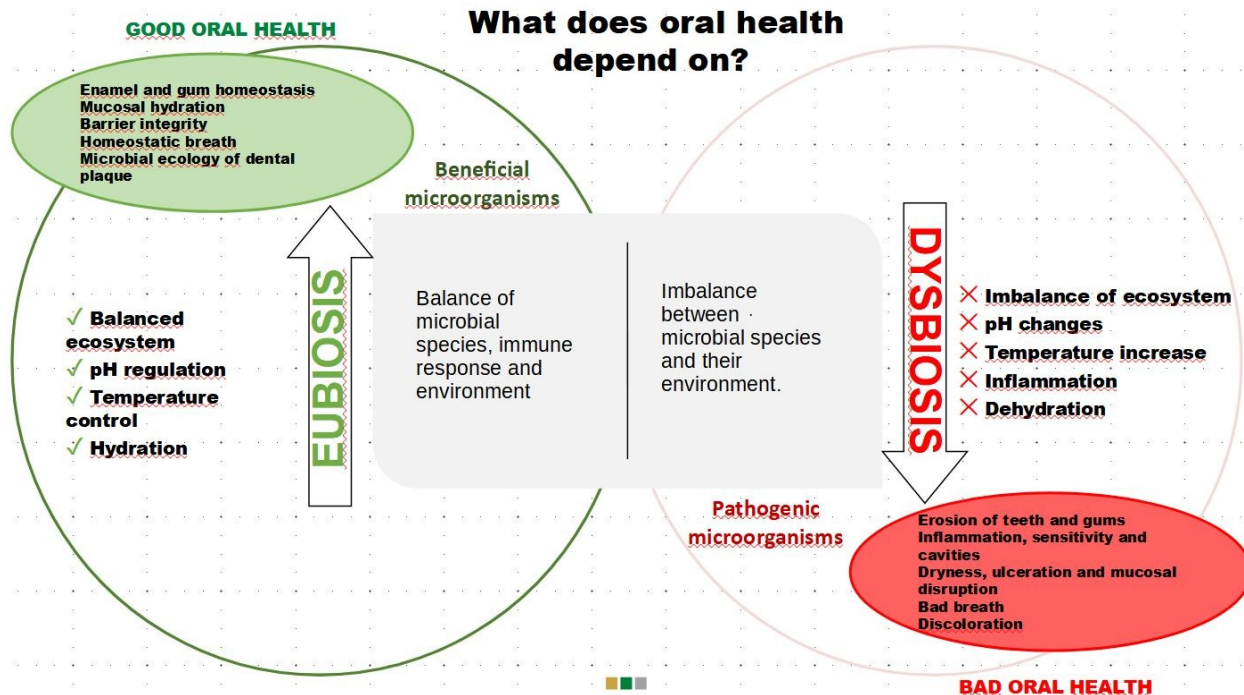 What does oral health
depend on?
GOOD ORAL HEALTH
Enamel and gum homeostasis
Mucosal hydration
Barrier integrity
Homeostatic breath
Microbial ecology of dental
plaque
Beneficial
microorganisms
✓ Balanced
ecosystem
✓ pH regulation
✓ Temperature
control
✓ Hydration
EUBIOSIS
Balance of
microbial
species, immune
response and
environment
Imbalance
between
microbial species
and their
environment.
DYSBIOSIS
✕ Imbalance of ecosystem
✕ pH changes
✕ Temperature increase
✕ Inflammation
✕ Dehydration
Pathogenic
microorganisms
Erosion of teeth and gums
Inflammation, sensitivity and
cavities
Dryness, ulceration and mucosal
disruption
Bad breath
Discoloration
BAD ORAL HEALTH